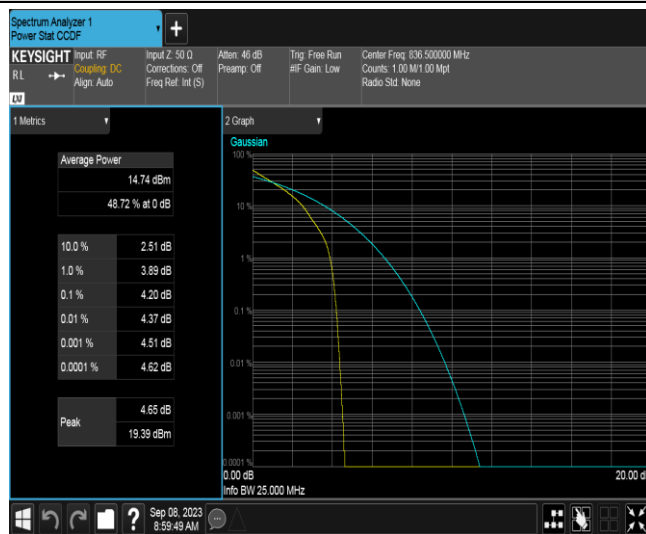 Spectrum Analyzer 1
Power Stat CCDF
+
KEYSIGHT
RL
LXI
Input: RF
Coupling: DC
Align: Auto
Input Z: 50 Ω
Corrections: Off
Freq Ref: Int (S)
Atten: 46 dB
Preamp: Off
Trig: Free Run
#IF Gain: Low
Center Freq: 836.500000 MHz
Counts: 1.00 M/1.00 Mpt
Radio Std: None
1 Metrics
Average Power
14.74 dBm
48.72 % at 0 dB
10.0 % 2.51 dB
1.0 % 3.89 dB
0.1 % 4.20 dB
0.01 % 4.37 dB
0.001 % 4.51 dB
0.0001 % 4.62 dB
Peak
4.65 dB
19.39 dBm
2 Graph
Gaussian
100 %
10 %
1 %
0.1 %
0.01 %
0.001 %
0.0001 %
0.00 dB 20.00 d
Info BW 25.000 MHz
?
Sep 08, 2023
8:59:49 AM